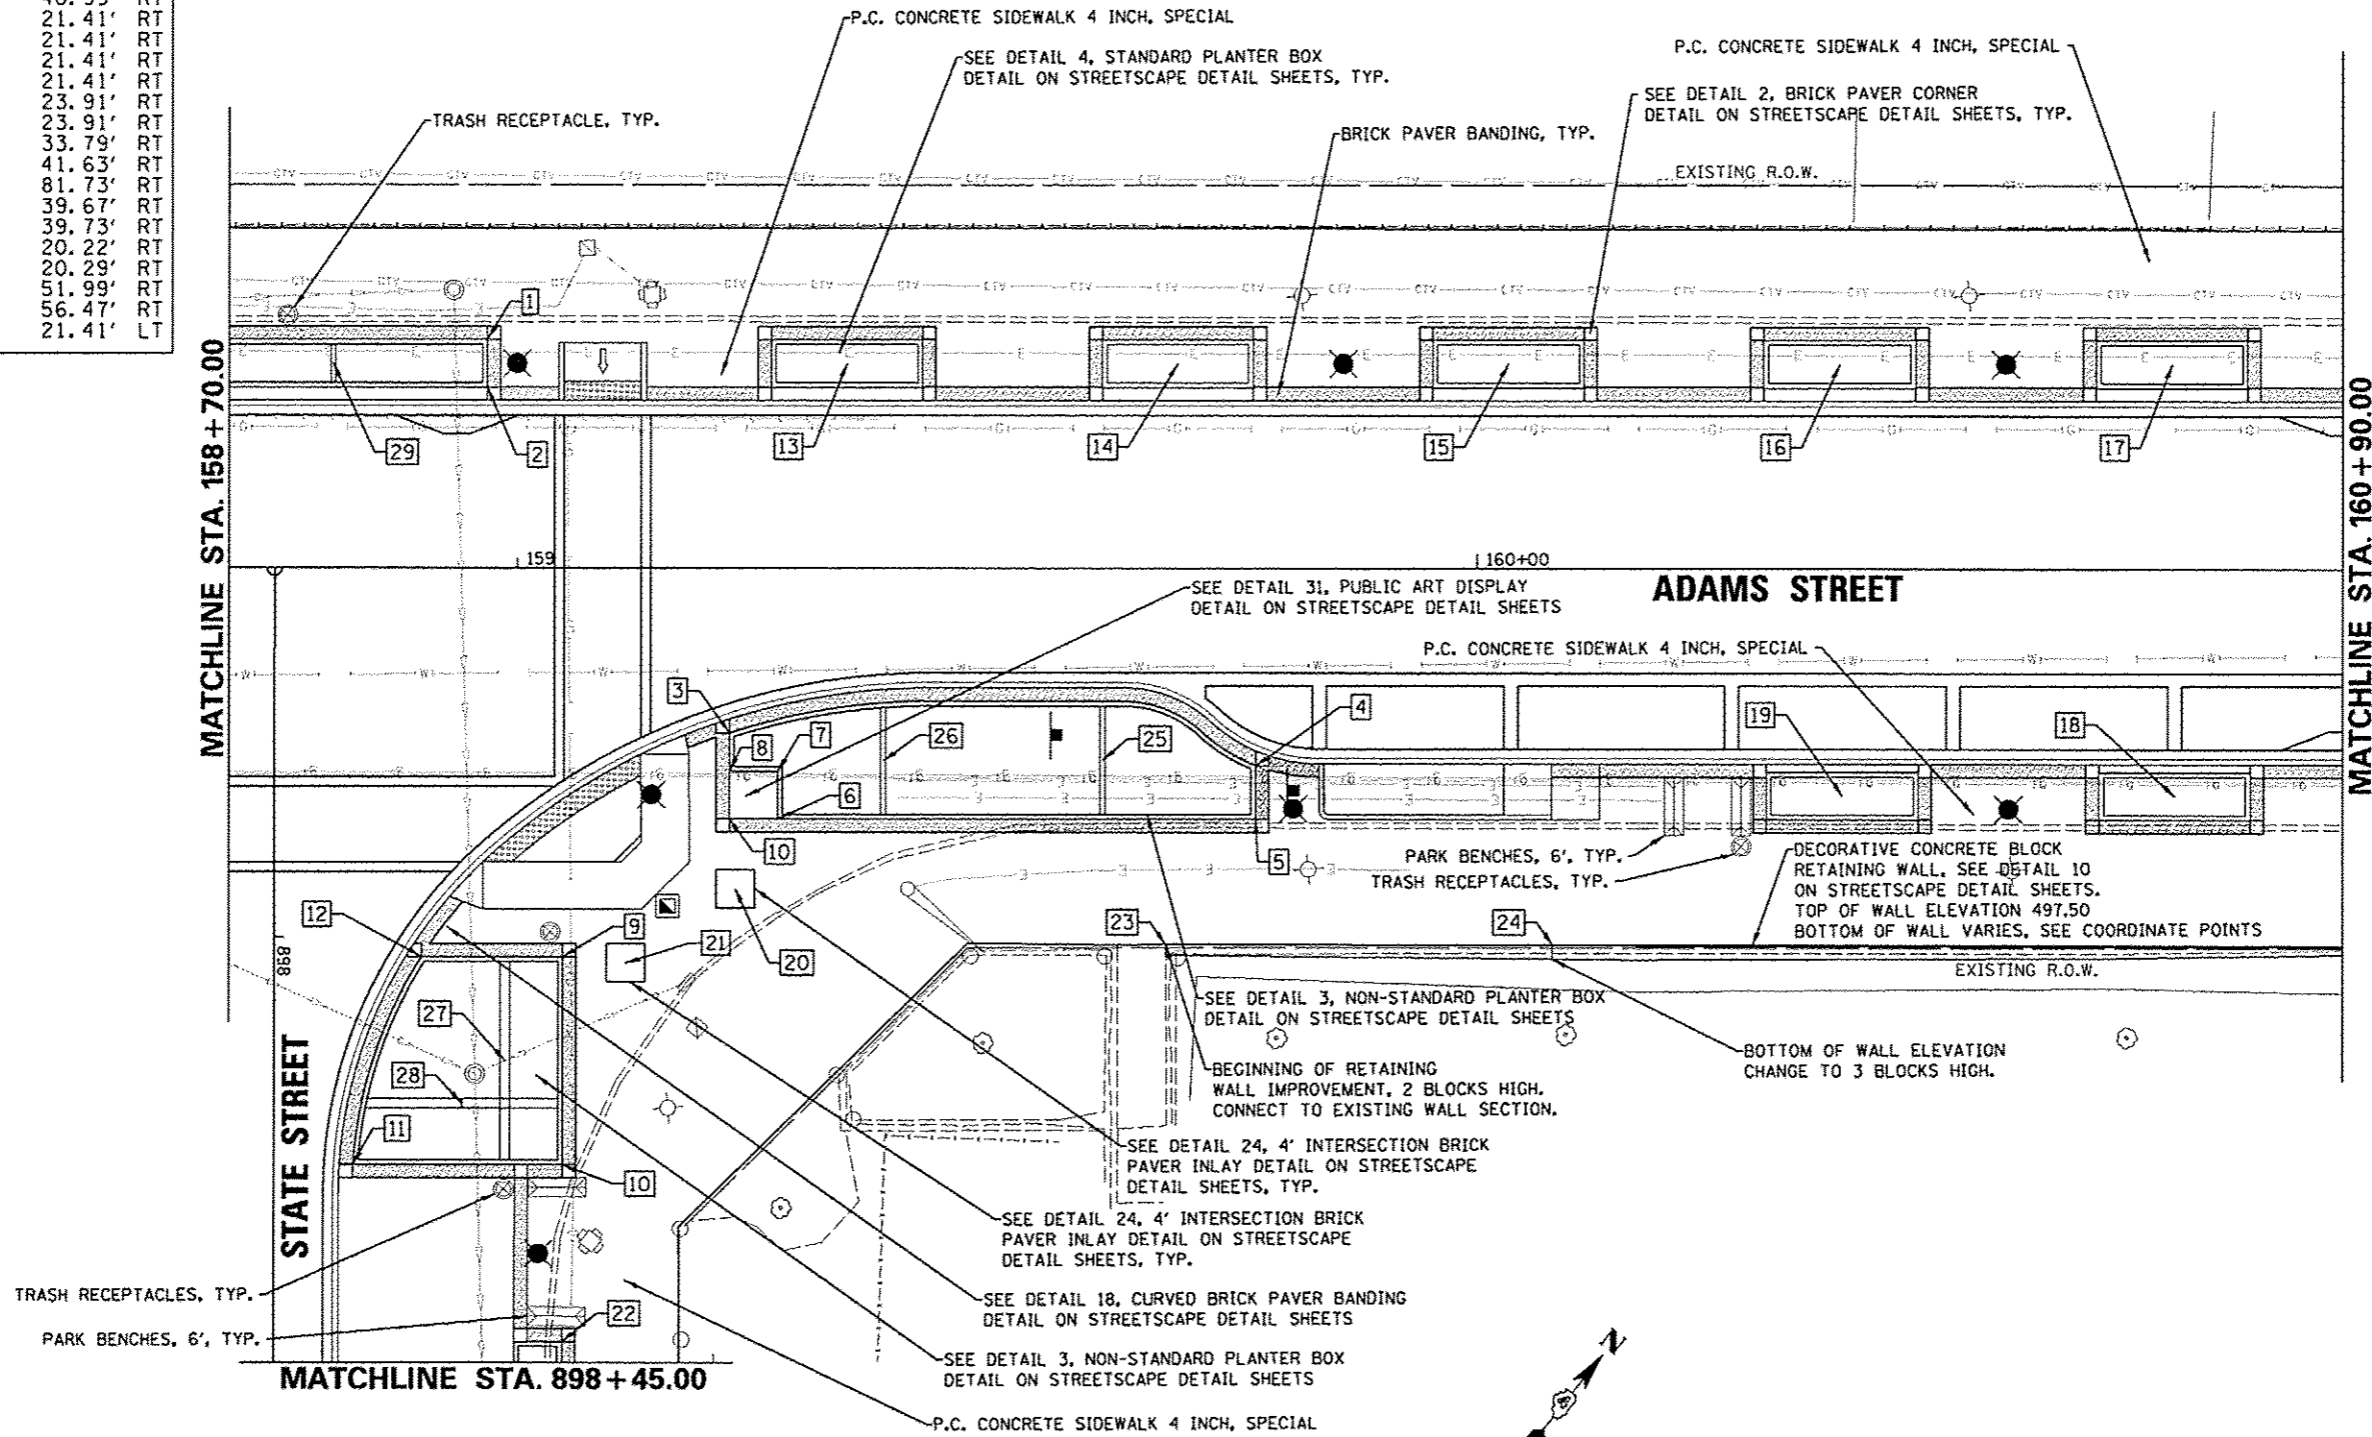 21.41' RT
21.41' RT
21.41' RT
21.41' RT
23.91' RT
23.91' RT
33.79' RT
41.63' RT
81.73' RT
39.67' RT
39.73' RT
20.22' RT
20.29' RT
51.99' RT
56.47' RT
21.41' LT
P.C. CONCRETE SIDEWALK 4 INCH, SPECIAL
SEE DETAIL 4, STANDARD PLANTER BOX
DETAIL ON STREETSCAPE DETAIL SHEETS, TYP.
P.C. CONCRETE SIDEWALK 4 INCH, SPECIAL
SEE DETAIL 2, BRICK PAVER CORNER
DETAIL ON STREETSCAPE DETAIL SHEETS, TYP.
TRASH RECEPTACLE, TYP.
BRICK PAVER BANDING, TYP.
EXISTING R.O.W.
1
29
2
13
14
15
16
17
MATCHLINE STA. 158+70.00
MATCHLINE STA. 160+90.00
159
160+00
ADAMS STREET
SEE DETAIL 31, PUBLIC ART DISPLAY
DETAIL ON STREETSCAPE DETAIL SHEETS
P.C. CONCRETE SIDEWALK 4 INCH, SPECIAL
3
8
7
26
25
4
19
18
6
10
5
PARK BENCHES, 6', TYP.
TRASH RECEPTACLES, TYP.
DECORATIVE CONCRETE BLOCK
RETAINING WALL, SEE DETAIL 10
ON STREETSCAPE DETAIL SHEETS.
TOP OF WALL ELEVATION 497.50
BOTTOM OF WALL VARIES, SEE COORDINATE POINTS
12
9
21
20
23
24
898
EXISTING R.O.W.
27
28
11
10
22
STATE STREET
SEE DETAIL 3, NON-STANDARD PLANTER BOX
DETAIL ON STREETSCAPE DETAIL SHEETS
BOTTOM OF WALL ELEVATION
CHANGE TO 3 BLOCKS HIGH.
BEGINNING OF RETAINING
WALL IMPROVEMENT, 2 BLOCKS HIGH.
CONNECT TO EXISTING WALL SECTION.
SEE DETAIL 24, 4' INTERSECTION BRICK
PAVER INLAY DETAIL ON STREETSCAPE
DETAIL SHEETS, TYP.
SEE DETAIL 24, 4' INTERSECTION BRICK
PAVER INLAY DETAIL ON STREETSCAPE
DETAIL SHEETS, TYP.
TRASH RECEPTACLES, TYP.
SEE DETAIL 18, CURVED BRICK PAVER BANDING
DETAIL ON STREETSCAPE DETAIL SHEETS
PARK BENCHES, 6', TYP.
SEE DETAIL 3, NON-STANDARD PLANTER BOX
DETAIL ON STREETSCAPE DETAIL SHEETS
MATCHLINE STA. 898+45.00
P.C. CONCRETE SIDEWALK 4 INCH, SPECIAL
N